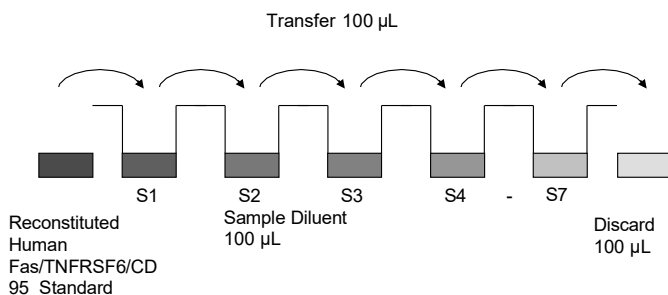 Transfer 100 µL
S1 S2 S3 S4 - S7
Reconstituted
Human
Fas/TNFRSF6/CD
95 Standard
Sample Diluent
100 µL
Discard
100 µL